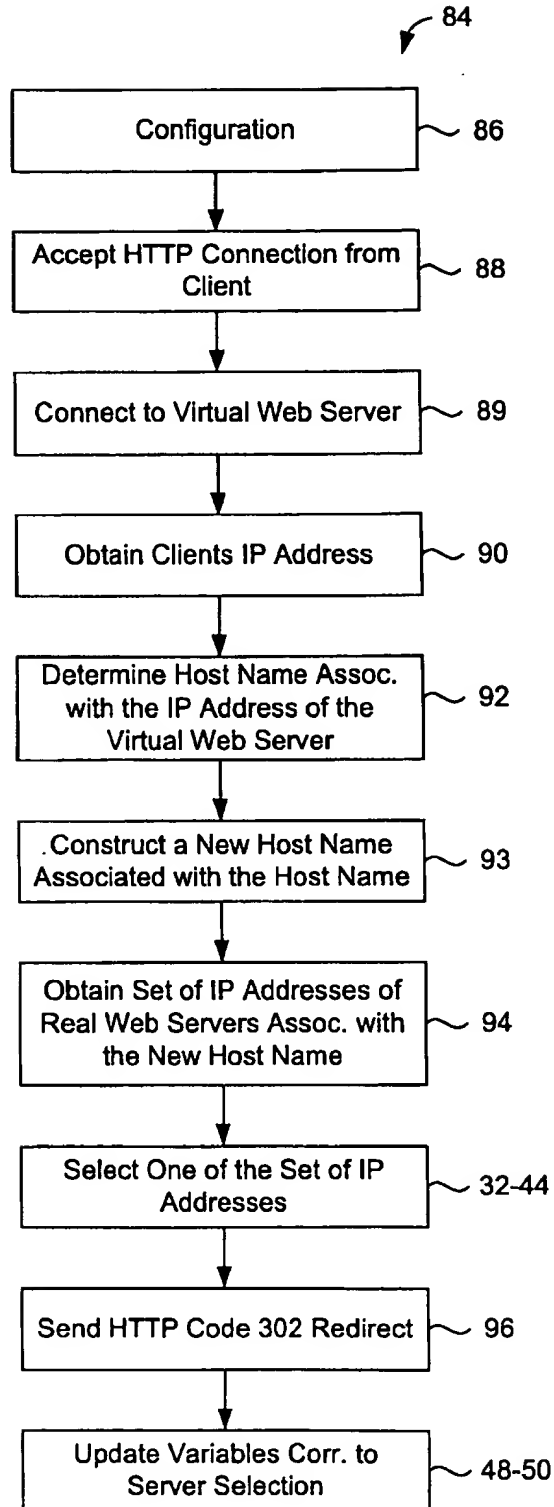 84
Configuration
86
Accept HTTP Connection from
Client
88
Connect to Virtual Web Server
89
Obtain Clients IP Address
90
Determine Host Name Assoc.
with the IP Address of the
Virtual Web Server
92
Construct a New Host Name
Associated with the Host Name
93
Obtain Set of IP Addresses of
Real Web Servers Assoc. with
the New Host Name
94
Select One of the Set of IP
Addresses
32-44
Send HTTP Code 302 Redirect
96
Update Variables Corr. to
Server Selection
48-50